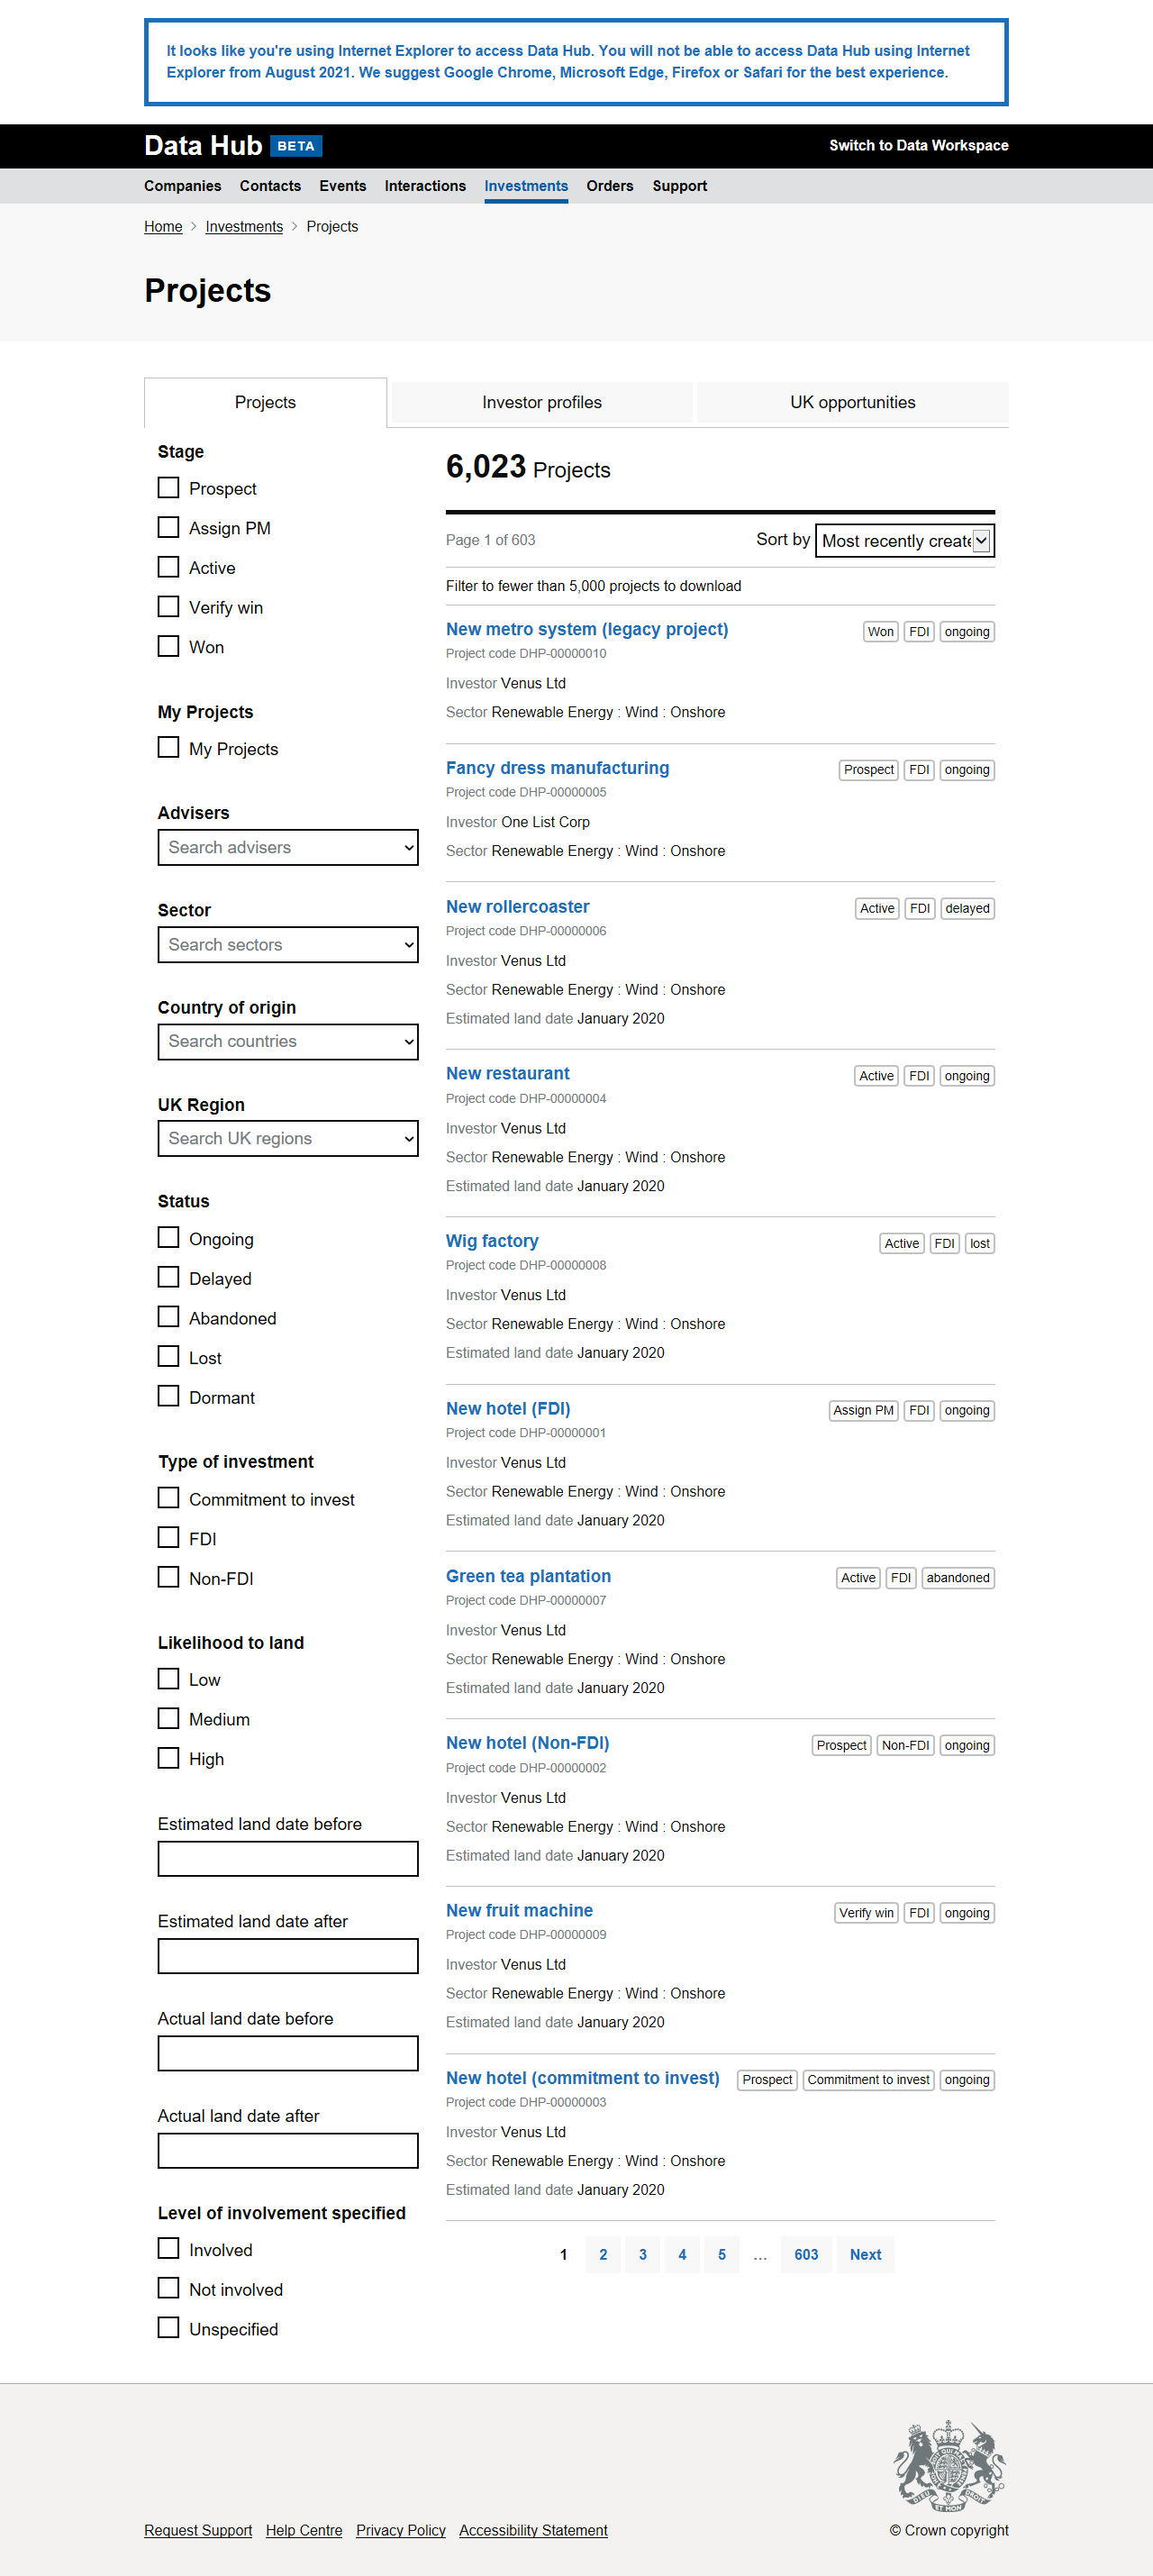 It looks like you're using Internet Explorer to access Data Hub. You will not be able to access Data Hub using Internet
Explorer from August 2021. We suggest Google Chrome, Microsoft Edge, Firefox or Safari for the best experience.
Data Hub BETA
Switch to Data Workspace
Companies Contacts Events Interactions Investments Orders Support
Home Investments Projects
Projects
Projects Investor profiles UK opportunities
Stage
Prospect
Assign PM
Active
Verify win
Won
My Projects
My Projects
Advisers
Search advisers
Sector
Search sectors
Country of origin
Search countries
UK Region
Search UK regions
Status
Ongoing
Delayed
Abandoned
Lost
Dormant
Type of investment
Commitment to invest
FDI
Non-FDI
Likelihood to land
Low
Medium
High
Estimated land date before
Estimated land date after
Actual land date before
Actual land date after
Level of involvement specified
Involved
Not involved
Unspecified
6,023 Projects
Page 1 of 603
Sort by Most recently create
Filter to fewer than 5,000 projects to download
New metro system (legacy project) Won FDI ongoing
Project code DHP-00000010
Investor Venus Ltd
Sector Renewable Energy : Wind : Onshore
Fancy dress manufacturing Prospect FDI ongoing
Project code DHP-00000005
Investor One List Corp
Sector Renewable Energy : Wind : Onshore
New rollercoaster Active FDI delayed
Project code DHP-00000006
Investor Venus Ltd
Sector Renewable Energy : Wind : Onshore
Estimated land date January 2020
New restaurant Active FDI ongoing
Project code DHP-00000004
Investor Venus Ltd
Sector Renewable Energy : Wind : Onshore
Estimated land date January 2020
Wig factory Active FDI lost
Project code DHP-00000008
Investor Venus Ltd
Sector Renewable Energy : Wind : Onshore
Estimated land date January 2020
New hotel (FDI) Assign PM FDI ongoing
Project code DHP-00000001
Investor Venus Ltd
Sector Renewable Energy : Wind : Onshore
Estimated land date January 2020
Green tea plantation Active FDI abandoned
Project code DHP-00000007
Investor Venus Ltd
Sector Renewable Energy : Wind : Onshore
Estimated land date January 2020
New hotel (Non-FDI) Prospect Non-FDI ongoing
Project code DHP-00000002
Investor Venus Ltd
Sector Renewable Energy : Wind : Onshore
Estimated land date January 2020
New fruit machine Verify win FDI ongoing
Project code DHP-00000009
Investor Venus Ltd
Sector Renewable Energy : Wind : Onshore
Estimated land date January 2020
New hotel (commitment to invest) Prospect Commitment to invest ongoing
Project code DHP-00000003
Investor Venus Ltd
Sector Renewable Energy : Wind : Onshore
Estimated land date January 2020
1 2 3 4 5 ... 603 Next
Request Support Help Centre Privacy Policy Accessibility Statement
© Crown copyright